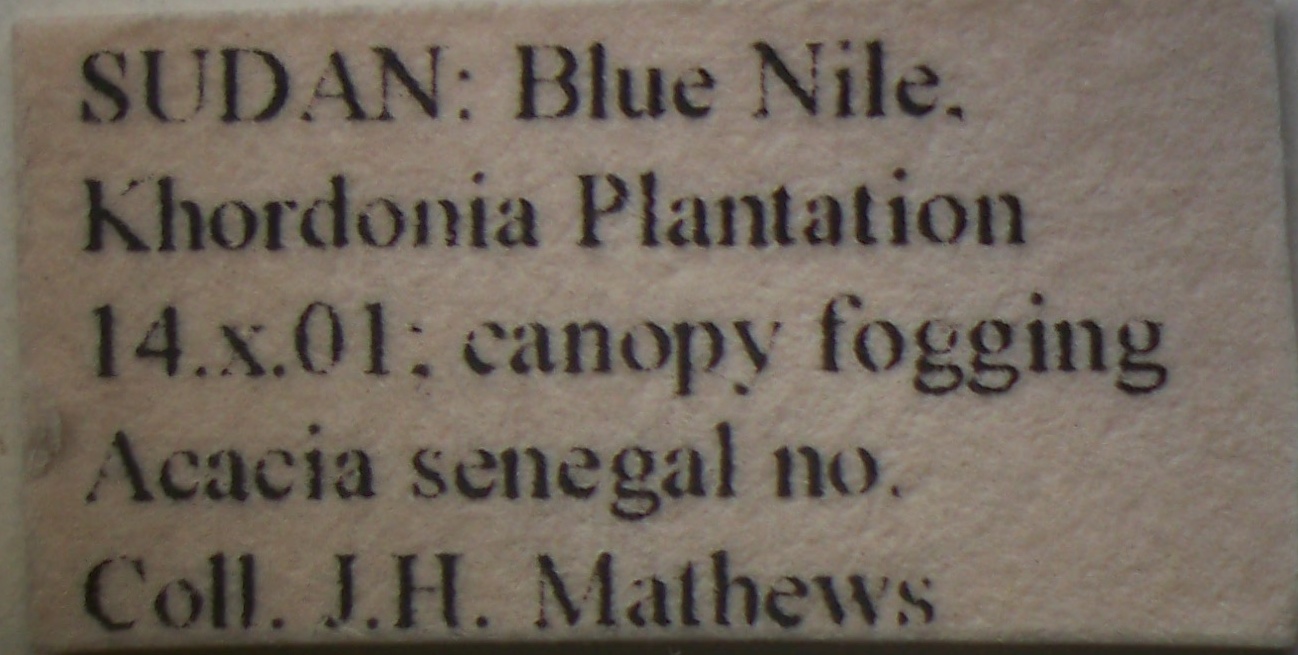 SUDAN: Blue Nile,
Khordonia Plantation
14.x.01; canopy fogging
Acacia senegal no.
Coll. J.H. Mathews